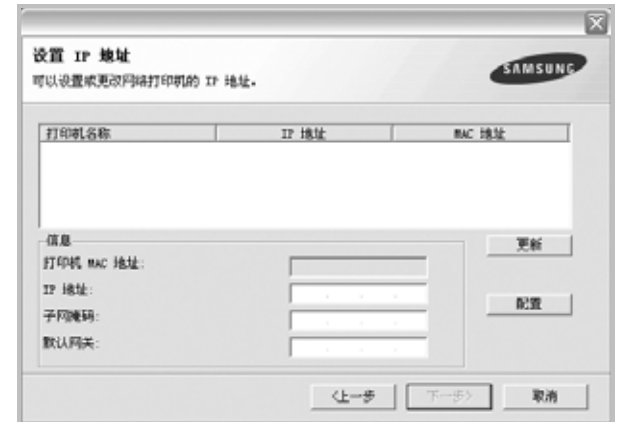 设置 IP 地址
可以设置或更改网络打印机的 IP 地址。
SAMSUNG
打印机名称 IP 地址 MAC 地址
信息
更新
打印机 MAC 地址:
IP 地址:
配置
子网掩码:
默认网关:
〈上一步 下一步〉 取消